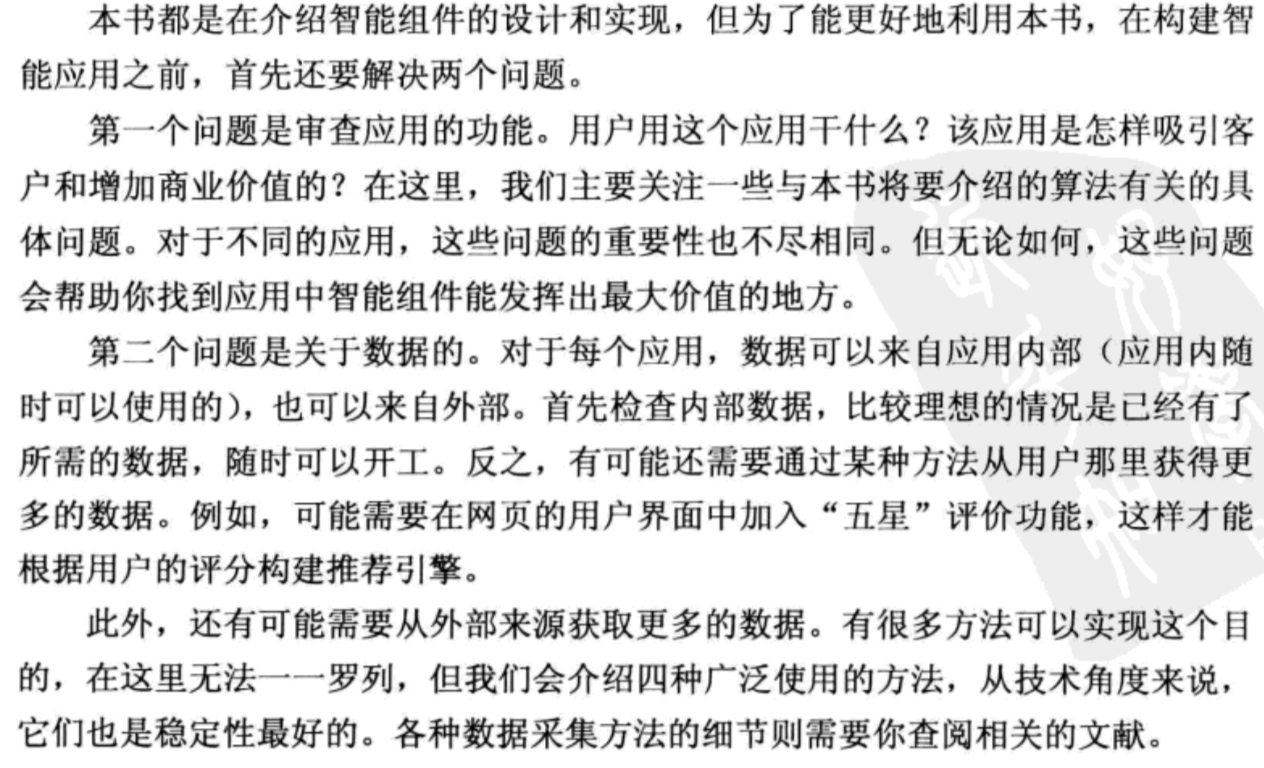 本书都是在介绍智能组件的设计和实现，但为了能更好地利用本书，在构建智
能应用之前，首先还要解决两个问题。
第一个问题是审查应用的功能。用户用这个应用干什么？该应用是怎样吸引客
户和增加商业价值的？在这里，我们主要关注一些与本书将要介绍的算法有关的具
体问题。对于不同的应用，这些问题的重要性也不尽相同。但无论如何，这些问题
会帮助你找到应用中智能组件能发挥出最大价值的地方。
第二个问题是关于数据的。对于每个应用，数据可以来自应用内部（应用内随
时可以使用的），也可以来自外部。首先检查内部数据，比较理想的情况是已经有了
所需的数据，随时可以开工。反之，有可能还需要通过某种方法从用户那里获得更
多的数据。例如，可能需要在网页的用户界面中加入“五星”评价功能，这样才能
根据用户的评分构建推荐引擎。
此外，还有可能需要从外部来源获取更多的数据。有很多方法可以实现这个目
的，在这里无法一一罗列，但我们会介绍四种广泛使用的方法，从技术角度来说，
它们也是稳定性最好的。各种数据采集方法的细节则需要你查阅相关的文献。